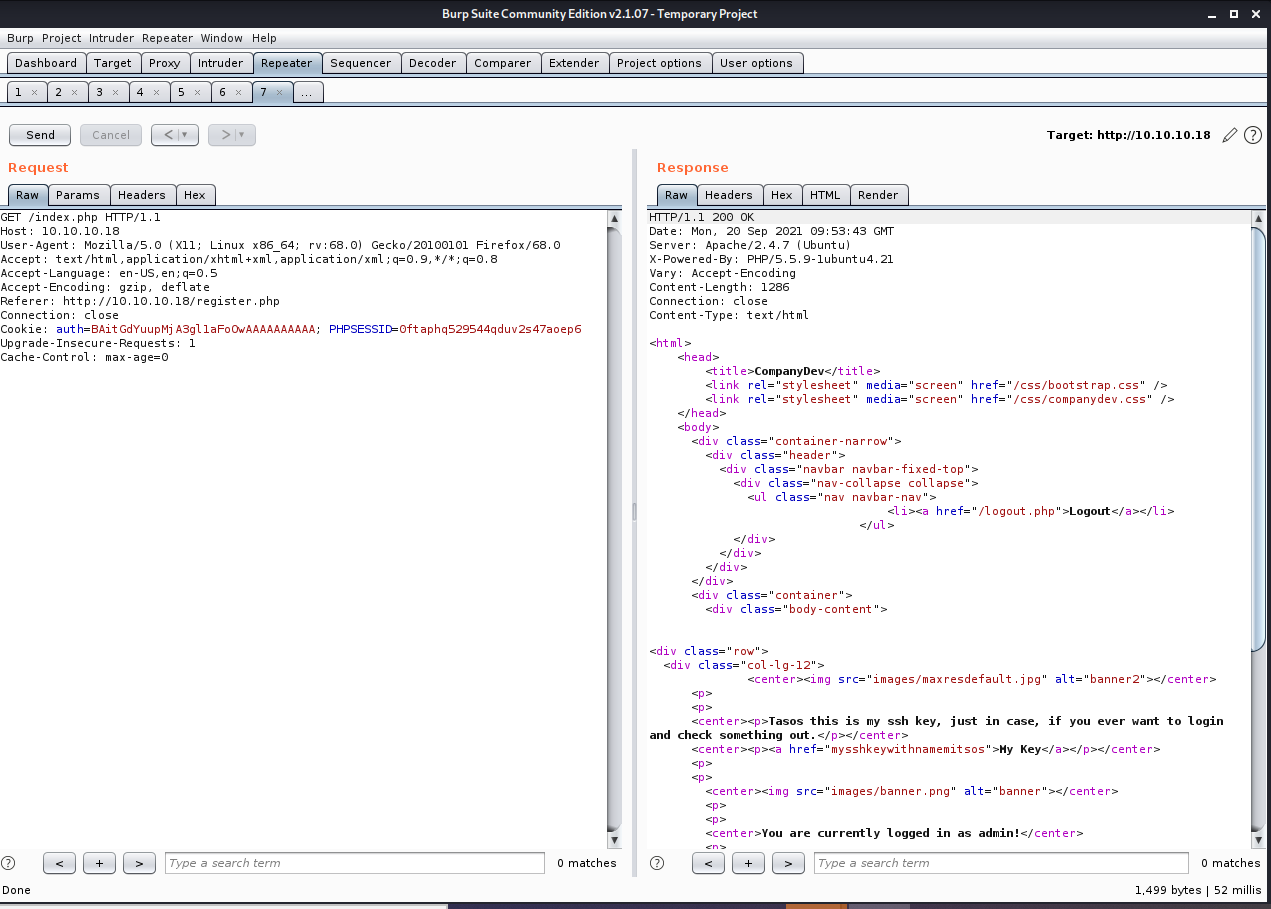 Burp Suite Community Edition v2.1.07 - Temporary Project
Burp Project Intruder Repeater Window Help
Dashboard Target Proxy Intruder Repeater Sequencer Decoder Comparer Extender Project options User options
1 × 2 × 3 × 4 × 5 × 6 × 7 × ...
Send Cancel < | ▼ > | ▼ Target: http://10.10.10.18 ?
Request
Raw Params Headers Hex
GET /index.php HTTP/1.1
Host: 10.10.10.18
User-Agent: Mozilla/5.0 (X11; Linux x86_64; rv:68.0) Gecko/20100101 Firefox/68.0
Accept: text/html,application/xhtml+xml,application/xml;q=0.9,*/*;q=0.8
Accept-Language: en-US,en;q=0.5
Accept-Encoding: gzip, deflate
Referer: http://10.10.10.18/register.php
Connection: close
Cookie: auth=BAitGdYuupMjA3gl1aFoOwAAAAAAAAAA; PHPSESSID=0ftaphq529544qduv2s47aoep6
Upgrade-Insecure-Requests: 1
Cache-Control: max-age=0
? < + > Type a search term 0 matches
Response
Raw Headers Hex HTML Render
HTTP/1.1 200 OK
Date: Mon, 20 Sep 2021 09:53:43 GMT
Server: Apache/2.4.7 (Ubuntu)
X-Powered-By: PHP/5.5.9-1ubuntu4.21
Vary: Accept-Encoding
Content-Length: 1286
Connection: close
Content-Type: text/html
<html>
<head>
<title>CompanyDev</title>
<link rel="stylesheet" media="screen" href="/css/bootstrap.css" />
<link rel="stylesheet" media="screen" href="/css/companydev.css" />
</head>
<body>
<div class="container-narrow">
<div class="header">
<div class="navbar navbar-fixed-top">
<div class="nav-collapse collapse">
<ul class="nav navbar-nav">
<li><a href="/logout.php">Logout</a></li>
</ul>
</div>
</div>
</div>
</div>
<div class="container">
<div class="body-content">
<div class="row">
<div class="col-lg-12">
<center><img src="images/maxresdefault.jpg" alt="banner2"></center>
<p>
<p>
<center><p>Tasos this is my ssh key, just in case, if you ever want to login
and check something out.</p></center>
<center><p><a href="mysshkeywithnamemitsos">My Key</a></p></center>
<p>
<p>
<center><img src="images/banner.png" alt="banner"></center>
<p>
<p>
<center>You are currently logged in as admin!</center>
<p>
? < + > Type a search term 0 matches
Done 1,499 bytes | 52 millis